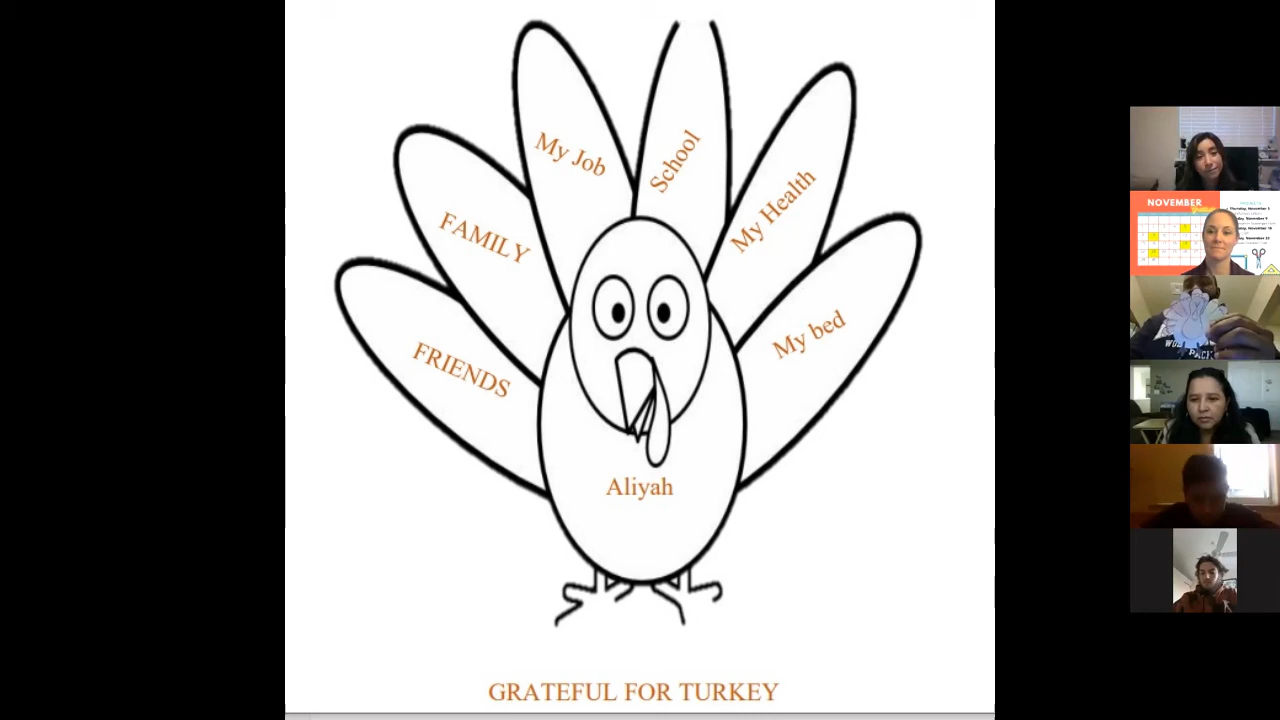 My Job
School
FAMILY
My Health
FRIENDS
My bed
Aliyah
GRATEFUL FOR TURKEY
NOVEMBER